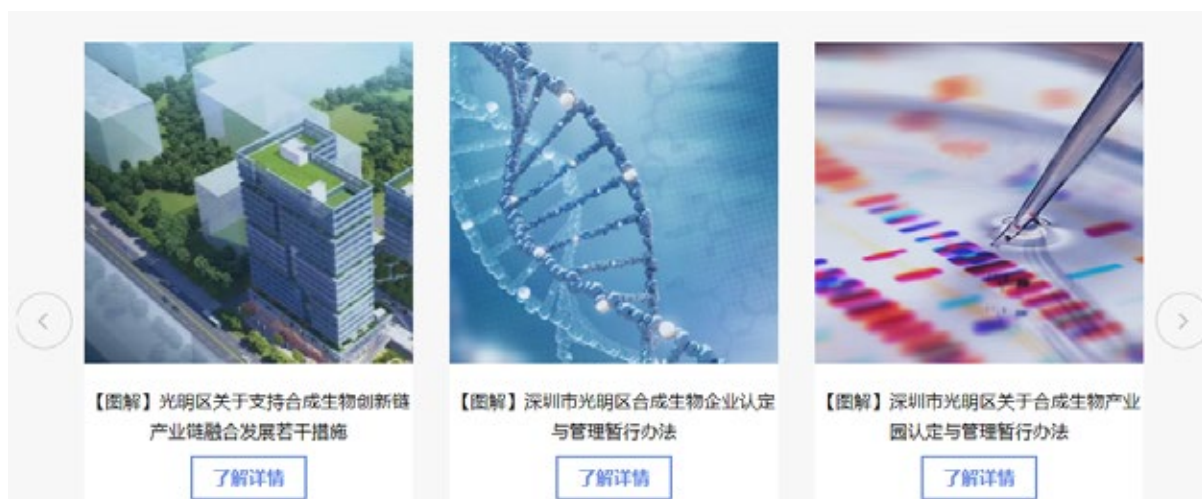 【图解】光明区关于支持合成生物创新链
产业链融合发展若干措施
了解详情
【图解】深圳市光明区合成生物企业认定
与管理暂行办法
了解详情
【图解】深圳市光明区关于合成生物产业
园认定与管理暂行办法
了解详情